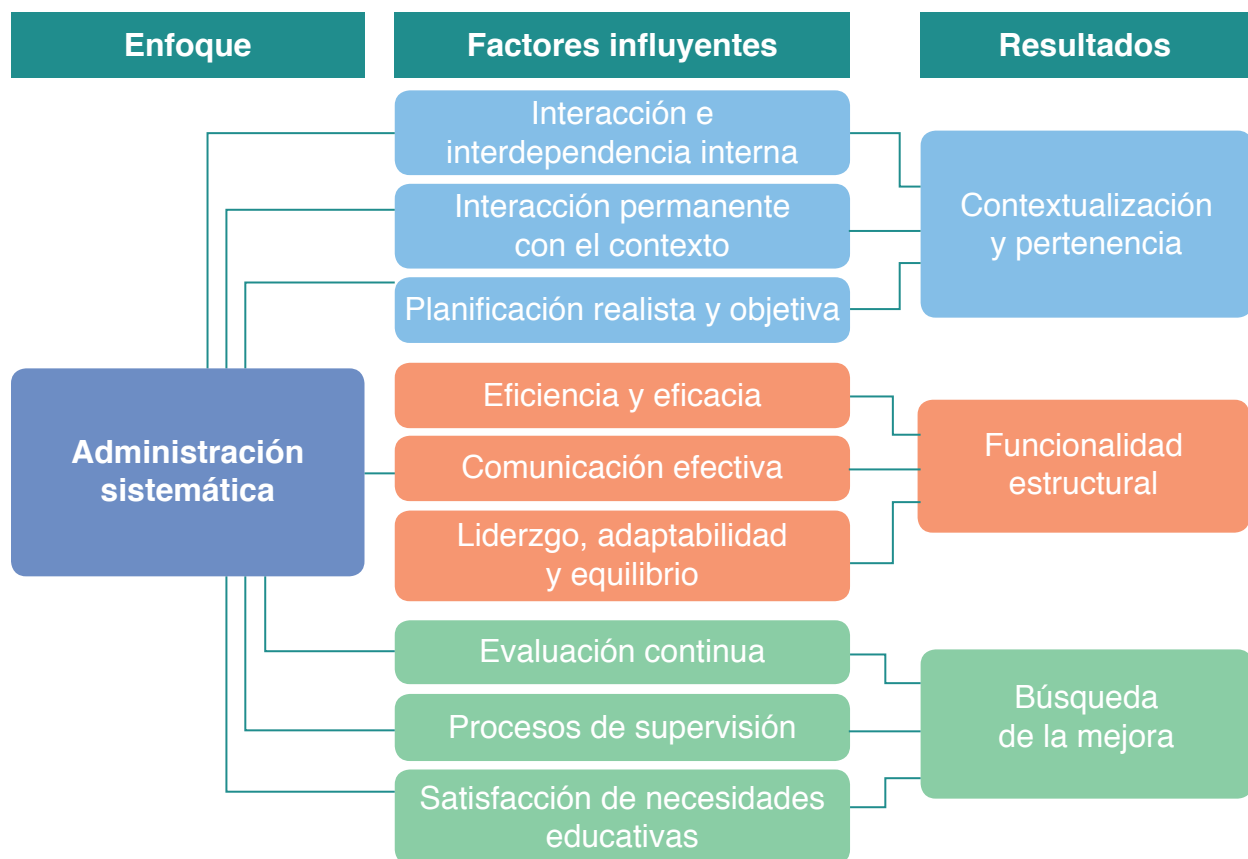 Enfoque
Factores influyentes
Resultados
Interacción e
interdependencia interna
Interacción permanente
con el contexto
Planificación realista y objetiva
Contextualización
y pertenencia
Administración
sistemática
Eficiencia y eficacia
Comunicación efectiva
Liderzgo, adaptabilidad
y equilibrio
Funcionalidad
estructural
Evaluación continua
Procesos de supervisión
Satisfacción de necesidades
educativas
Búsqueda
de la mejora